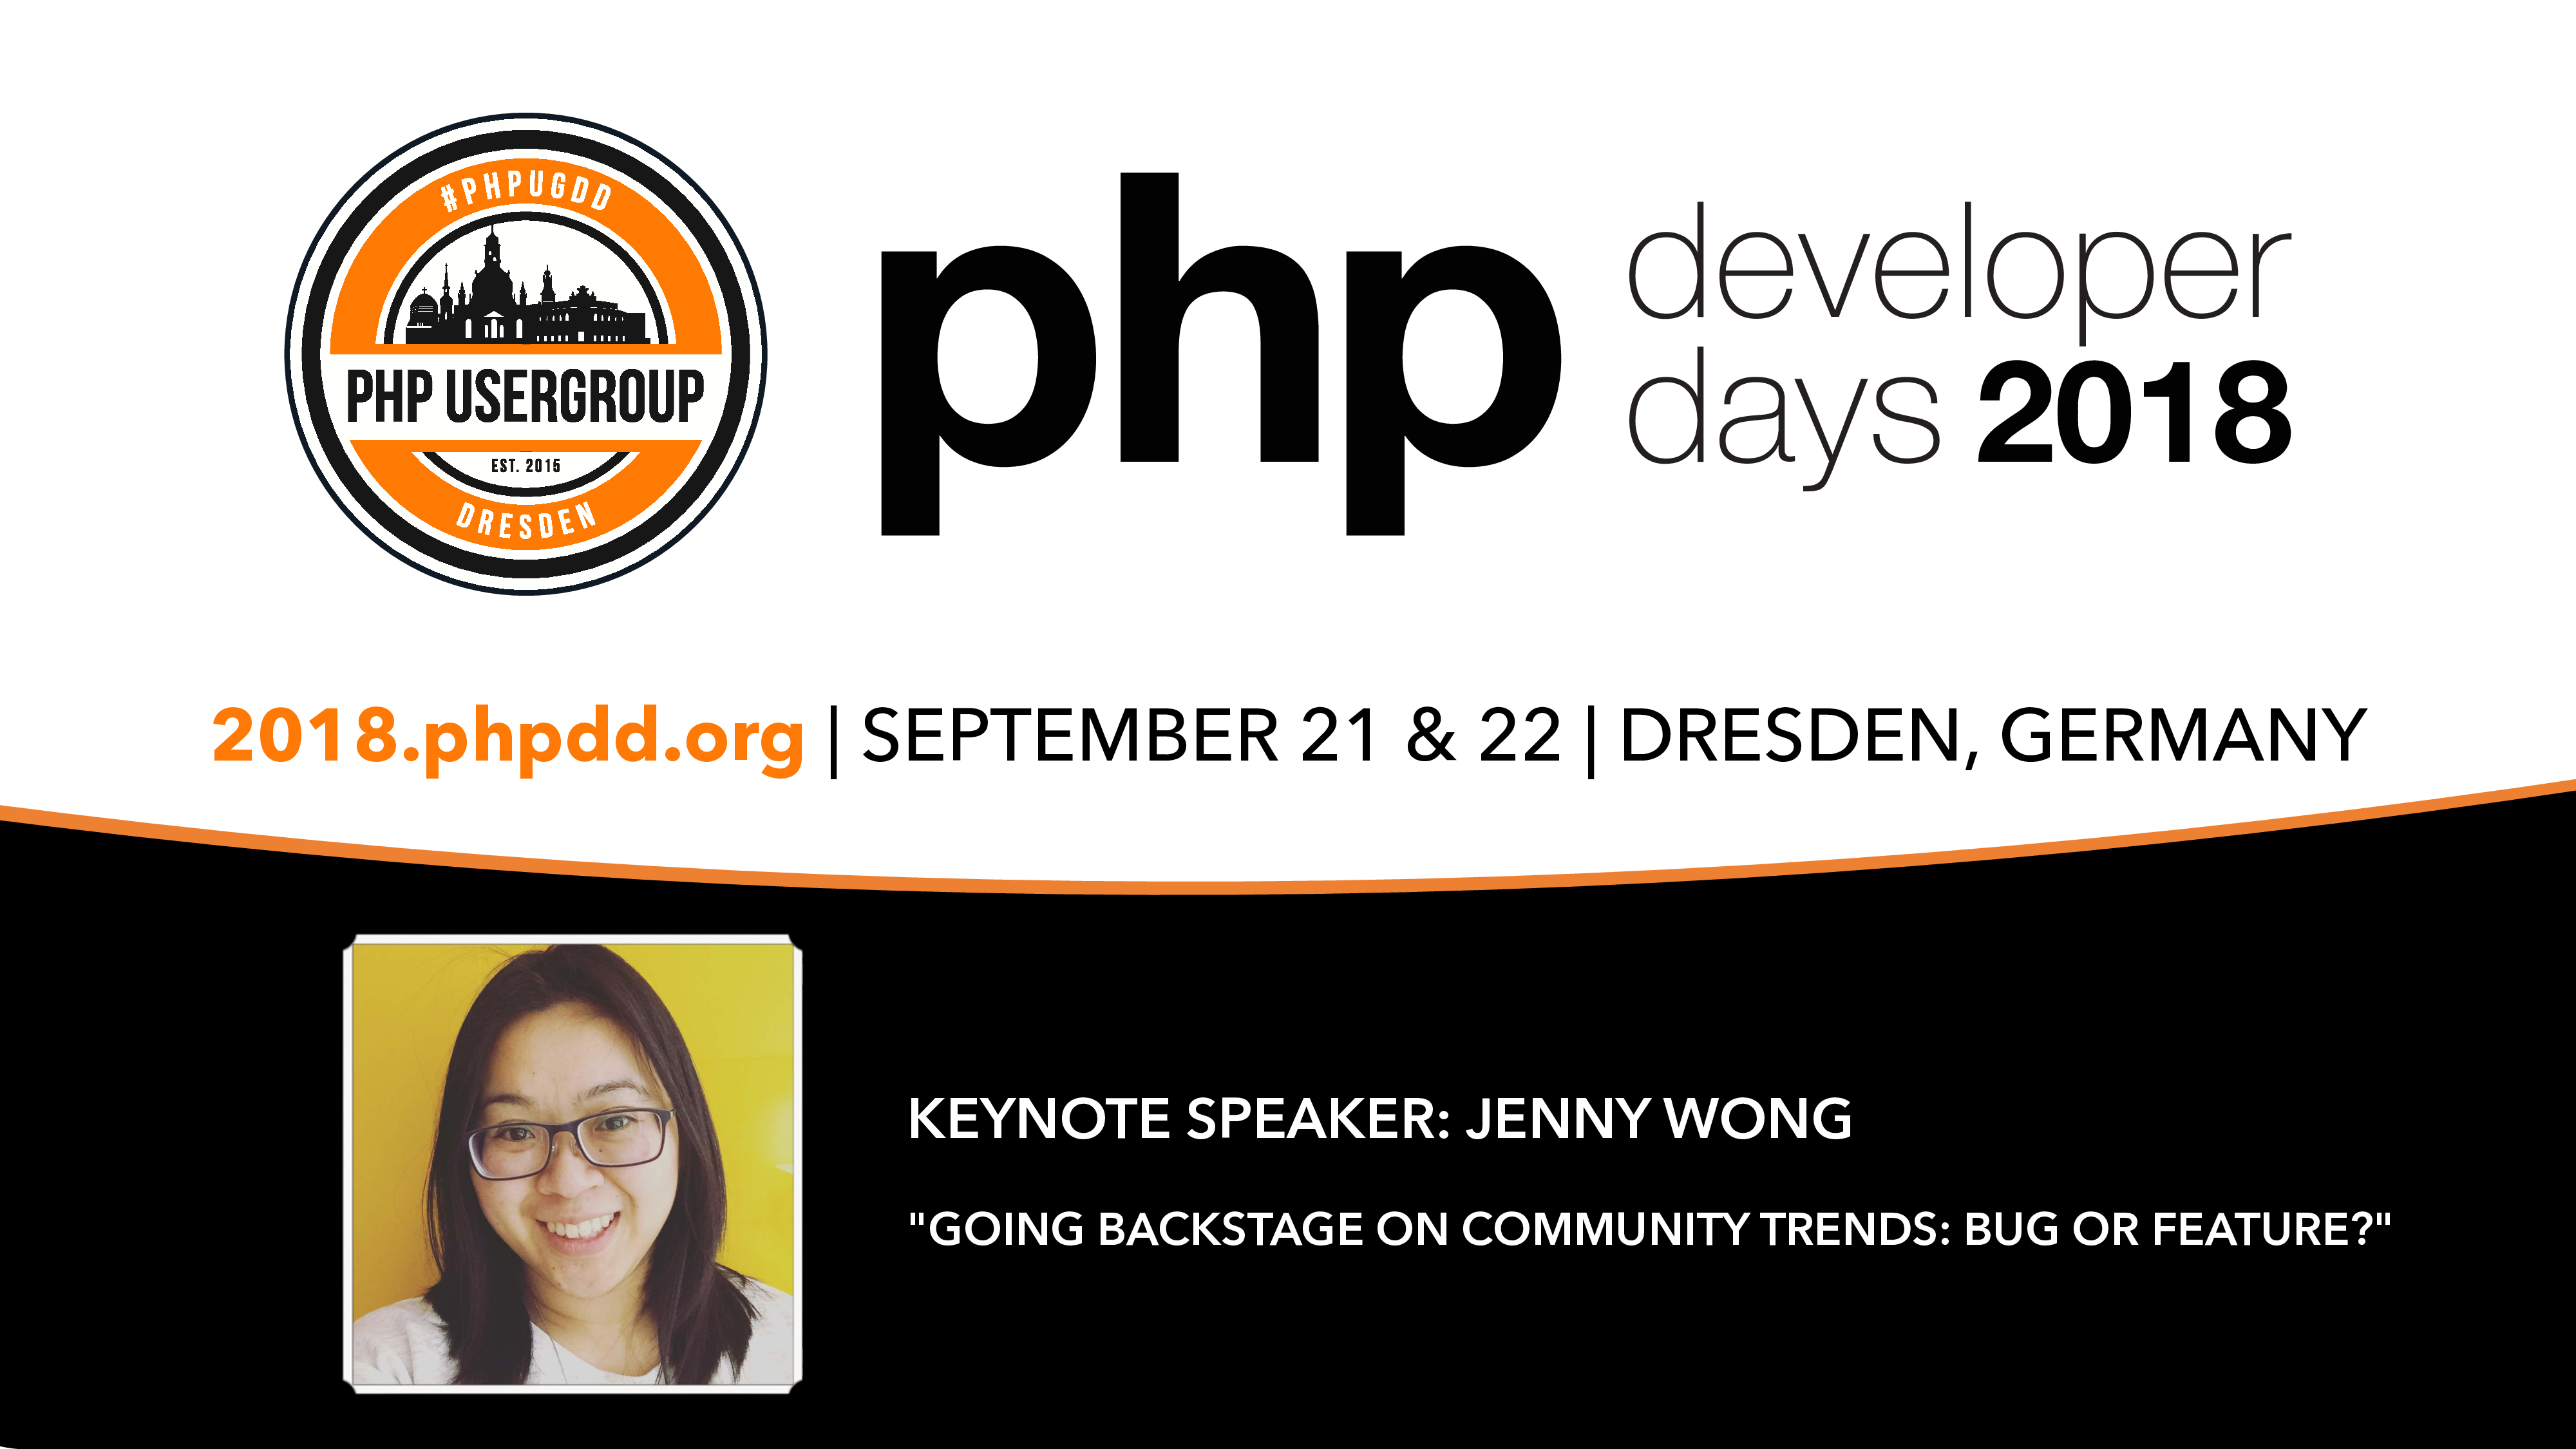 #PHPUGDD
PHP USERGROUP
EST. 2015
DRESDEN
php developer
days 2018
2018.phpdd.org | SEPTEMBER 21 & 22 | DRESDEN, GERMANY
KEYNOTE SPEAKER: JENNY WONG
"GOING BACKSTAGE ON COMMUNITY TRENDS: BUG OR FEATURE?"